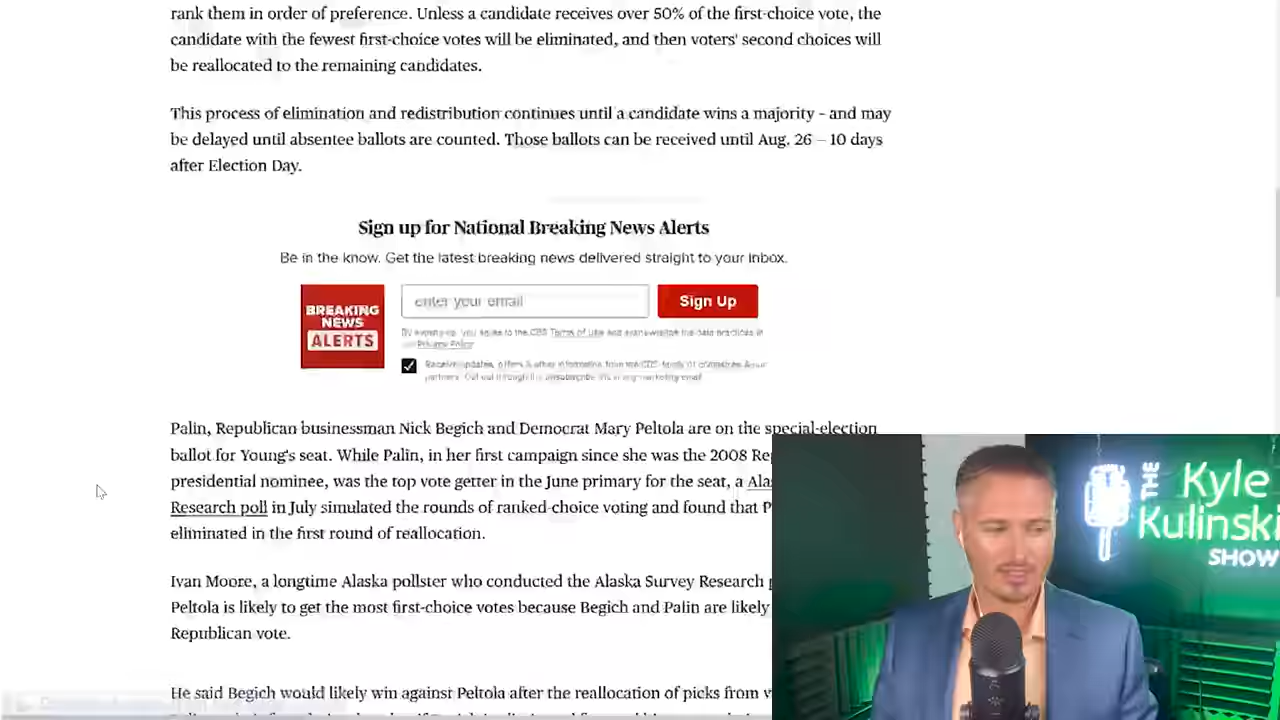 rank them in order of preference. Unless a candidate receives over 50% of the first-choice vote, the
candidate with the fewest first-choice votes will be eliminated, and then voters' second choices will
be reallocated to the remaining candidates.
This process of elimination and redistribution continues until a candidate wins a majority - and may
be delayed until absentee ballots are counted. Those ballots can be received until Aug. 26 – 10 days
after Election Day.
Sign up for National Breaking News Alerts
Be in the know. Get the latest breaking news delivered straight to your inbox.
BREAKING
NEWS
ALERTS
enter your email
Sign Up
Terms of Use
Privacy Policy
Palin, Republican businessman Nick Begich and Democrat Mary Peltola are on the special-election
ballot for Young's seat. While Palin, in her first campaign since she was the 2008 Re
presidential nominee, was the top vote getter in the June primary for the seat, a Ala
Research poll in July simulated the rounds of ranked-choice voting and found that P
eliminated in the first round of reallocation.
Ivan Moore, a longtime Alaska pollster who conducted the Alaska Survey Research
Peltola is likely to get the most first-choice votes because Begich and Palin are likely
Republican vote.
He said Begich would likely win against Peltola after the reallocation of picks from
THE
Kyle
Kulinski
SHOW